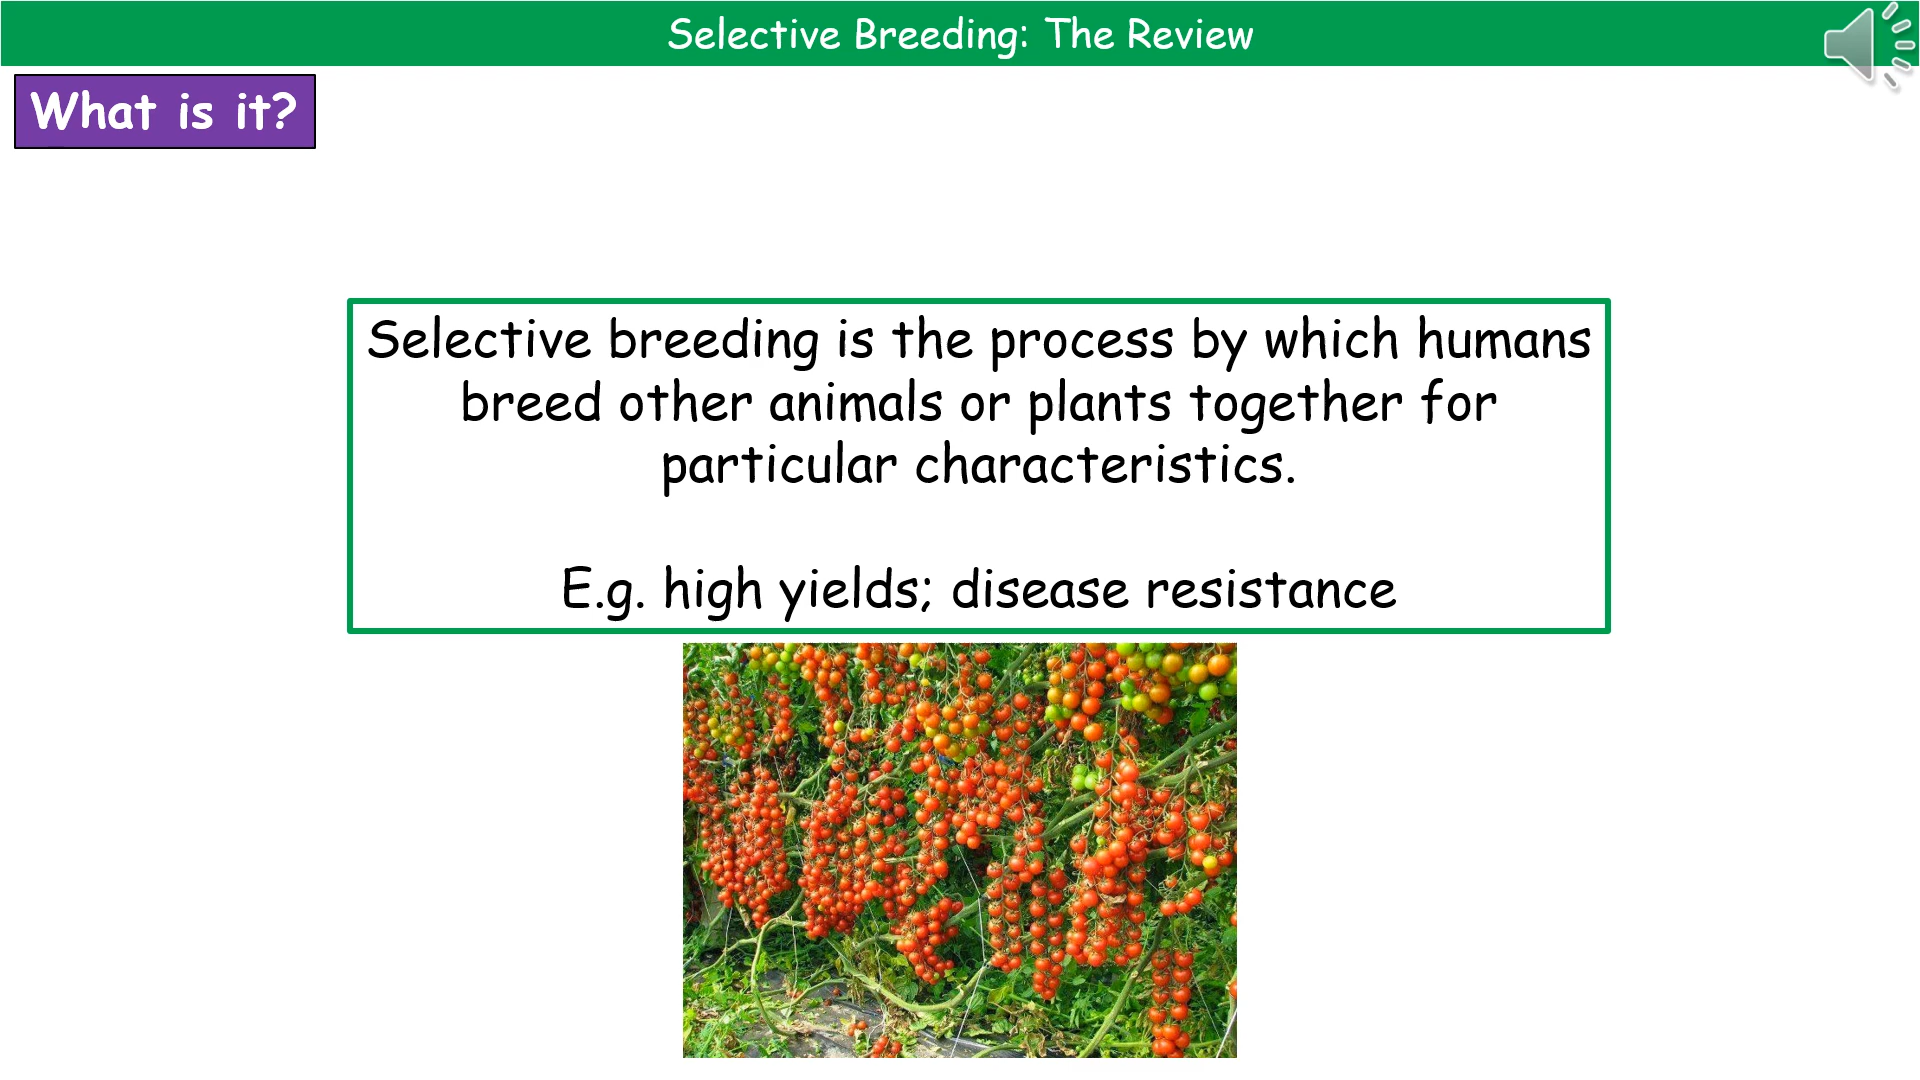 Selective Breeding: The Review
What is it?
Selective breeding is the process by which humans
breed other animals or plants together for
particular characteristics.
E.g. high yields; disease resistance